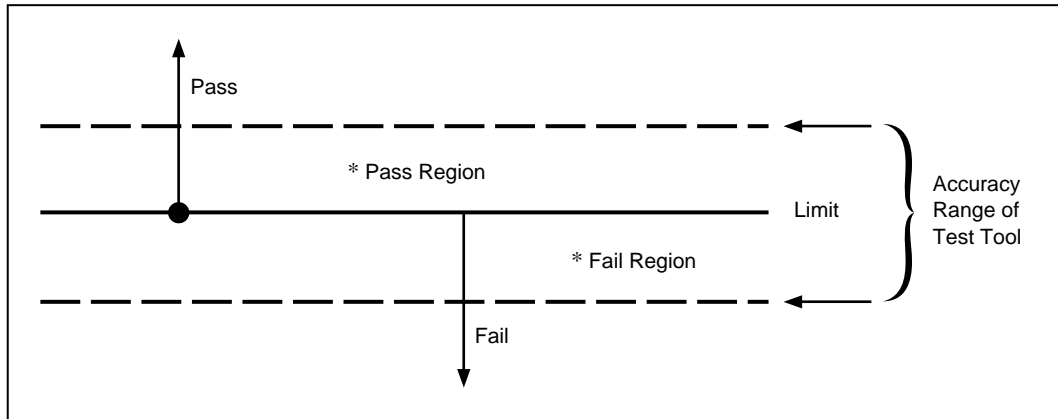 Pass
* Pass Region
Limit
Accuracy
Range of
Test Tool
* Fail Region
Fail